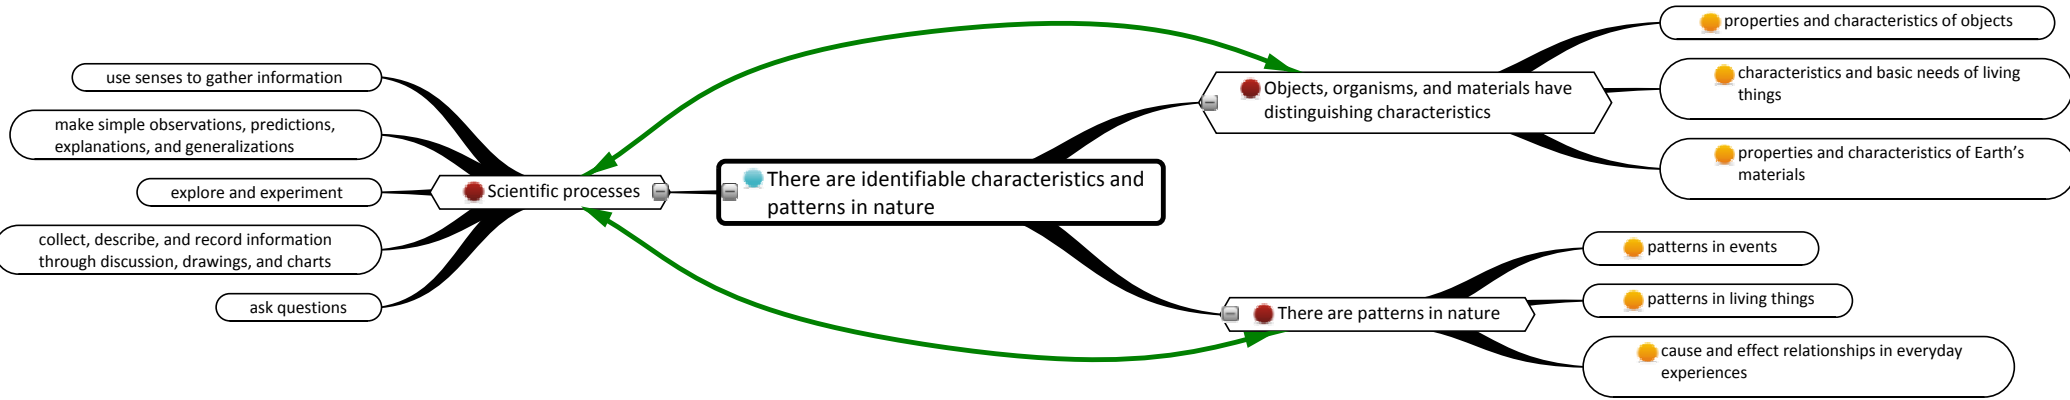 use senses to gather information
make simple observations, predictions,
explanations, and generalizations
explore and experiment
collect, describe, and record information
through discussion, drawings, and charts
ask questions
Scientific processes
There are identifiable characteristics and
patterns in nature
Objects, organisms, and materials have
distinguishing characteristics
properties and characteristics of objects
characteristics and basic needs of living
things
properties and characteristics of Earth's
materials
There are patterns in nature
patterns in events
patterns in living things
cause and effect relationships in everyday
experiences